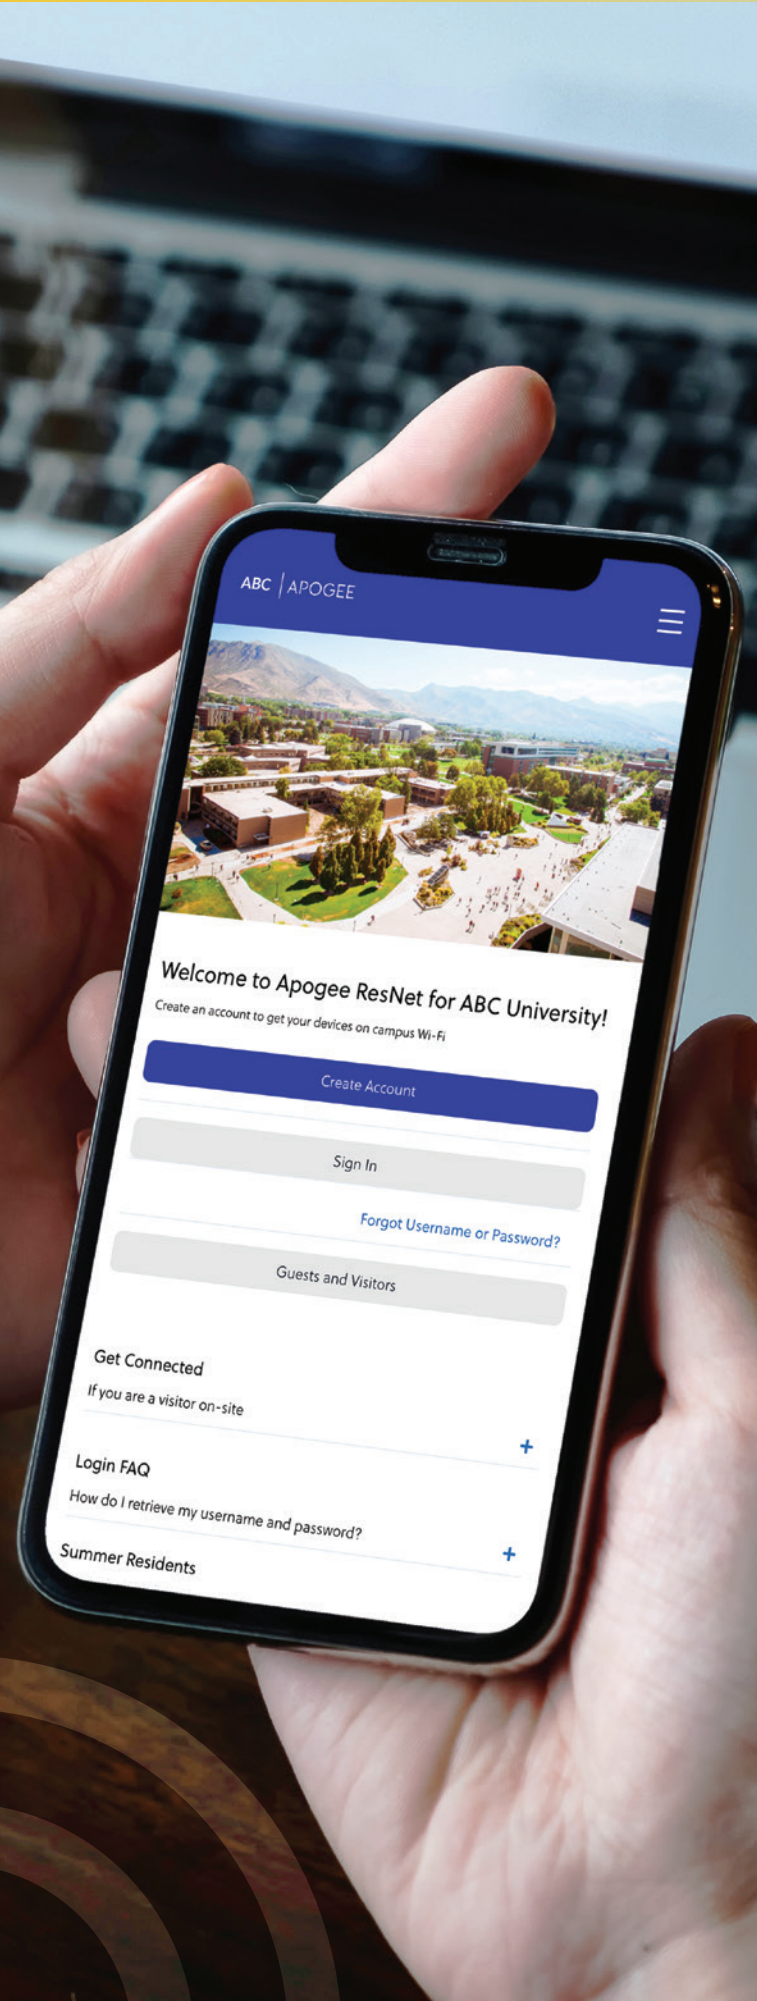 ABC | APOGEE
Welcome to Apogee ResNet for ABC University!
Create an account to get your devices on campus Wi-Fi
Create Account
Sign In
Forgot Username or Password?
Guests and Visitors
Get Connected
If you are a visitor on-site
+
Login FAQ
How do I retrieve my username and password?
+
Summer Residents